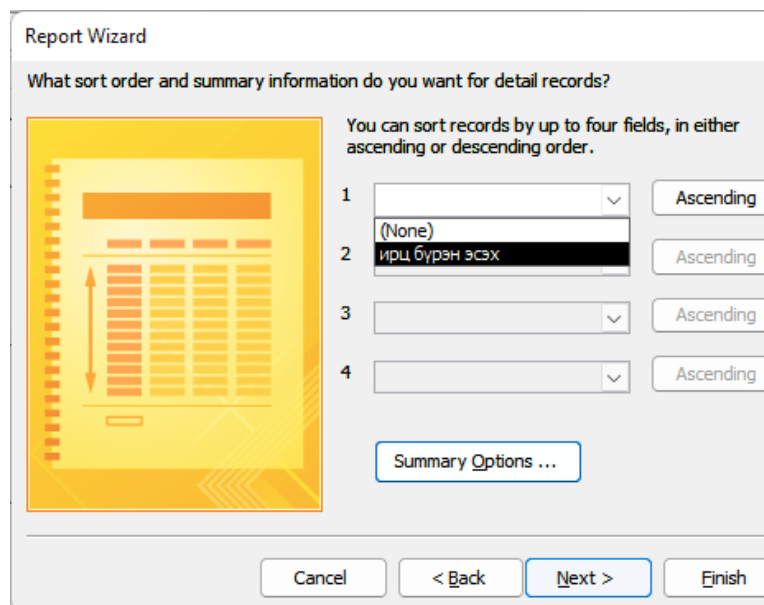 Report Wizard
What sort order and summary information do you want for detail records?
You can sort records by up to four fields, in either
ascending or descending order.
1
Ascending
(None)
2 ирц бүрэн эсэх Ascending
3 Ascending
4 Ascending
Summary Options ...
Cancel < Back Next > Finish